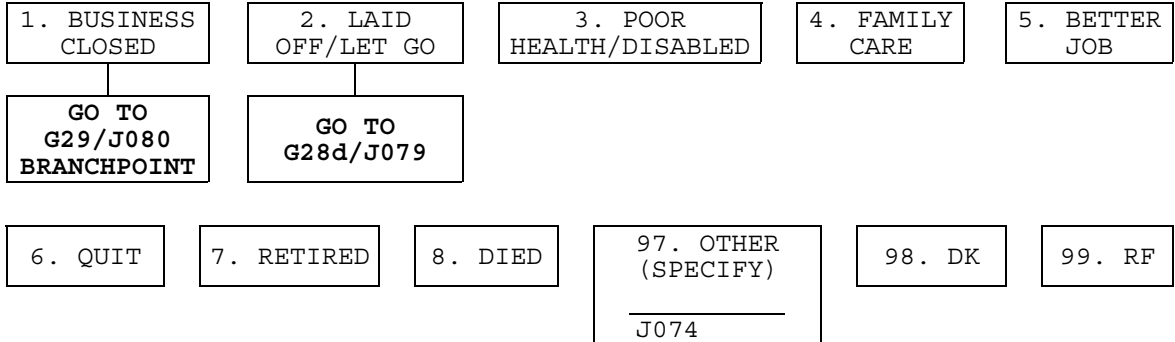 1. BUSINESS CLOSED
2. LAID OFF/LET GO
3. POOR HEALTH/DISABLED
4. FAMILY CARE
5. BETTER JOB
GO TO
G29/J080
BRANCHPOINT
GO TO
G28d/J079
6. QUIT
7. RETIRED
8. DIED
97. OTHER
(SPECIFY)
J074
98. DK
99. RF